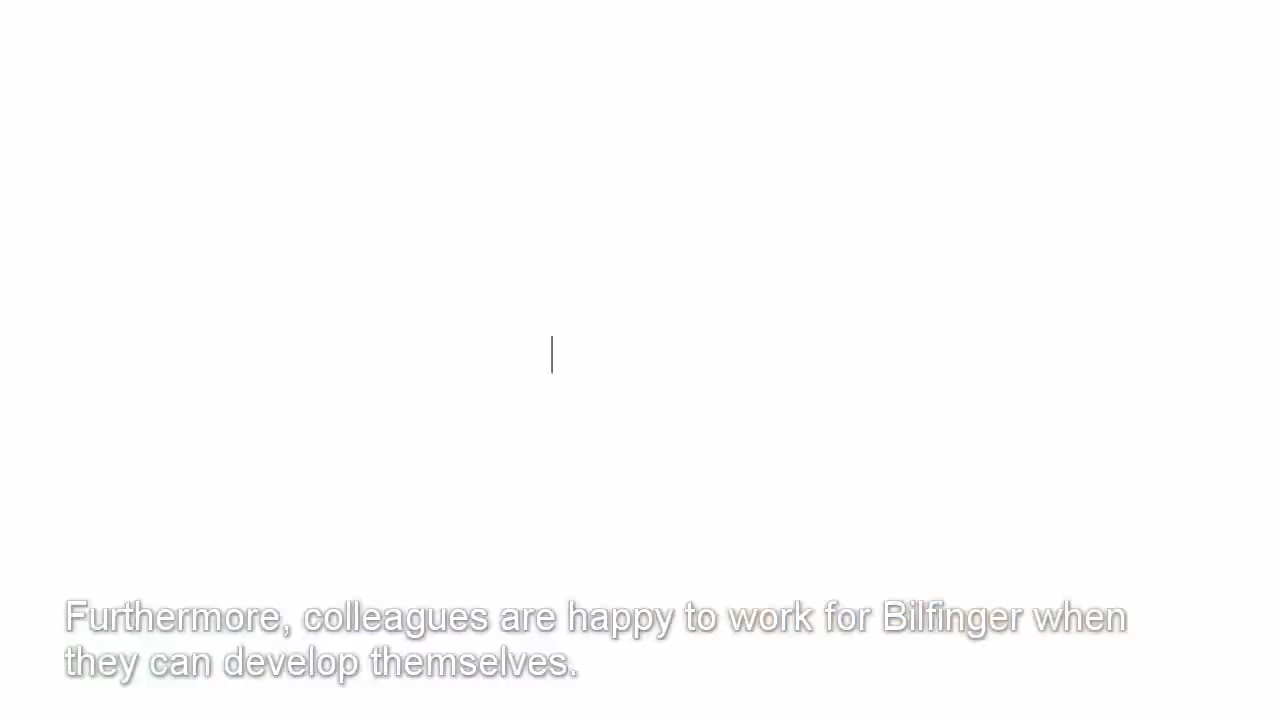 Furthermore, colleagues are happy to work for Bilfinger when
they can develop themselves.